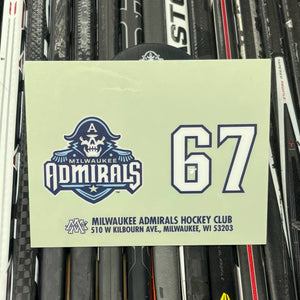 A
MILWAUKEE
ADMIRALS
67
MILWAUKEE ADMIRALS HOCKEY CLUB
510 W KILBOURN AVE., MILWAUKEE, WI 53203